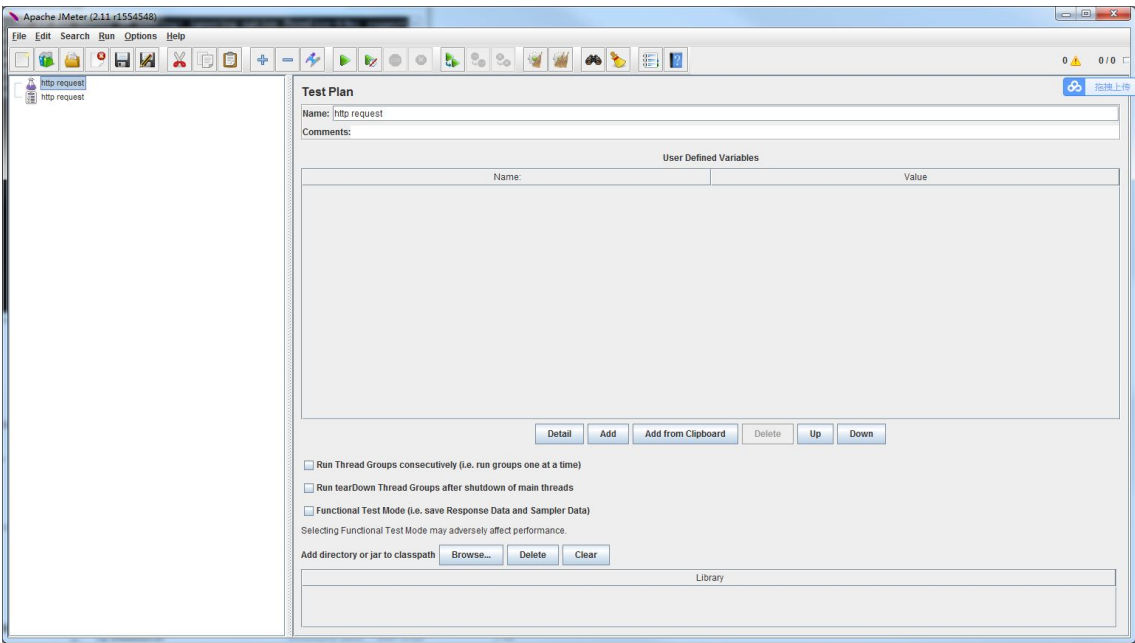 Apache JMeter (2.11 r1554548)
File Edit Search Run Options Help
0 0/0
http request
http request
拖拽上传
Test Plan
Name: http request
Comments:
User Defined Variables
Name: Value
Detail Add Add from Clipboard Delete Up Down
Run Thread Groups consecutively (i.e. run groups one at a time)
Run tearDown Thread Groups after shutdown of main threads
Functional Test Mode (i.e. save Response Data and Sampler Data)
Selecting Functional Test Mode may adversely affect performance.
Add directory or jar to classpath Browse... Delete Clear
Library